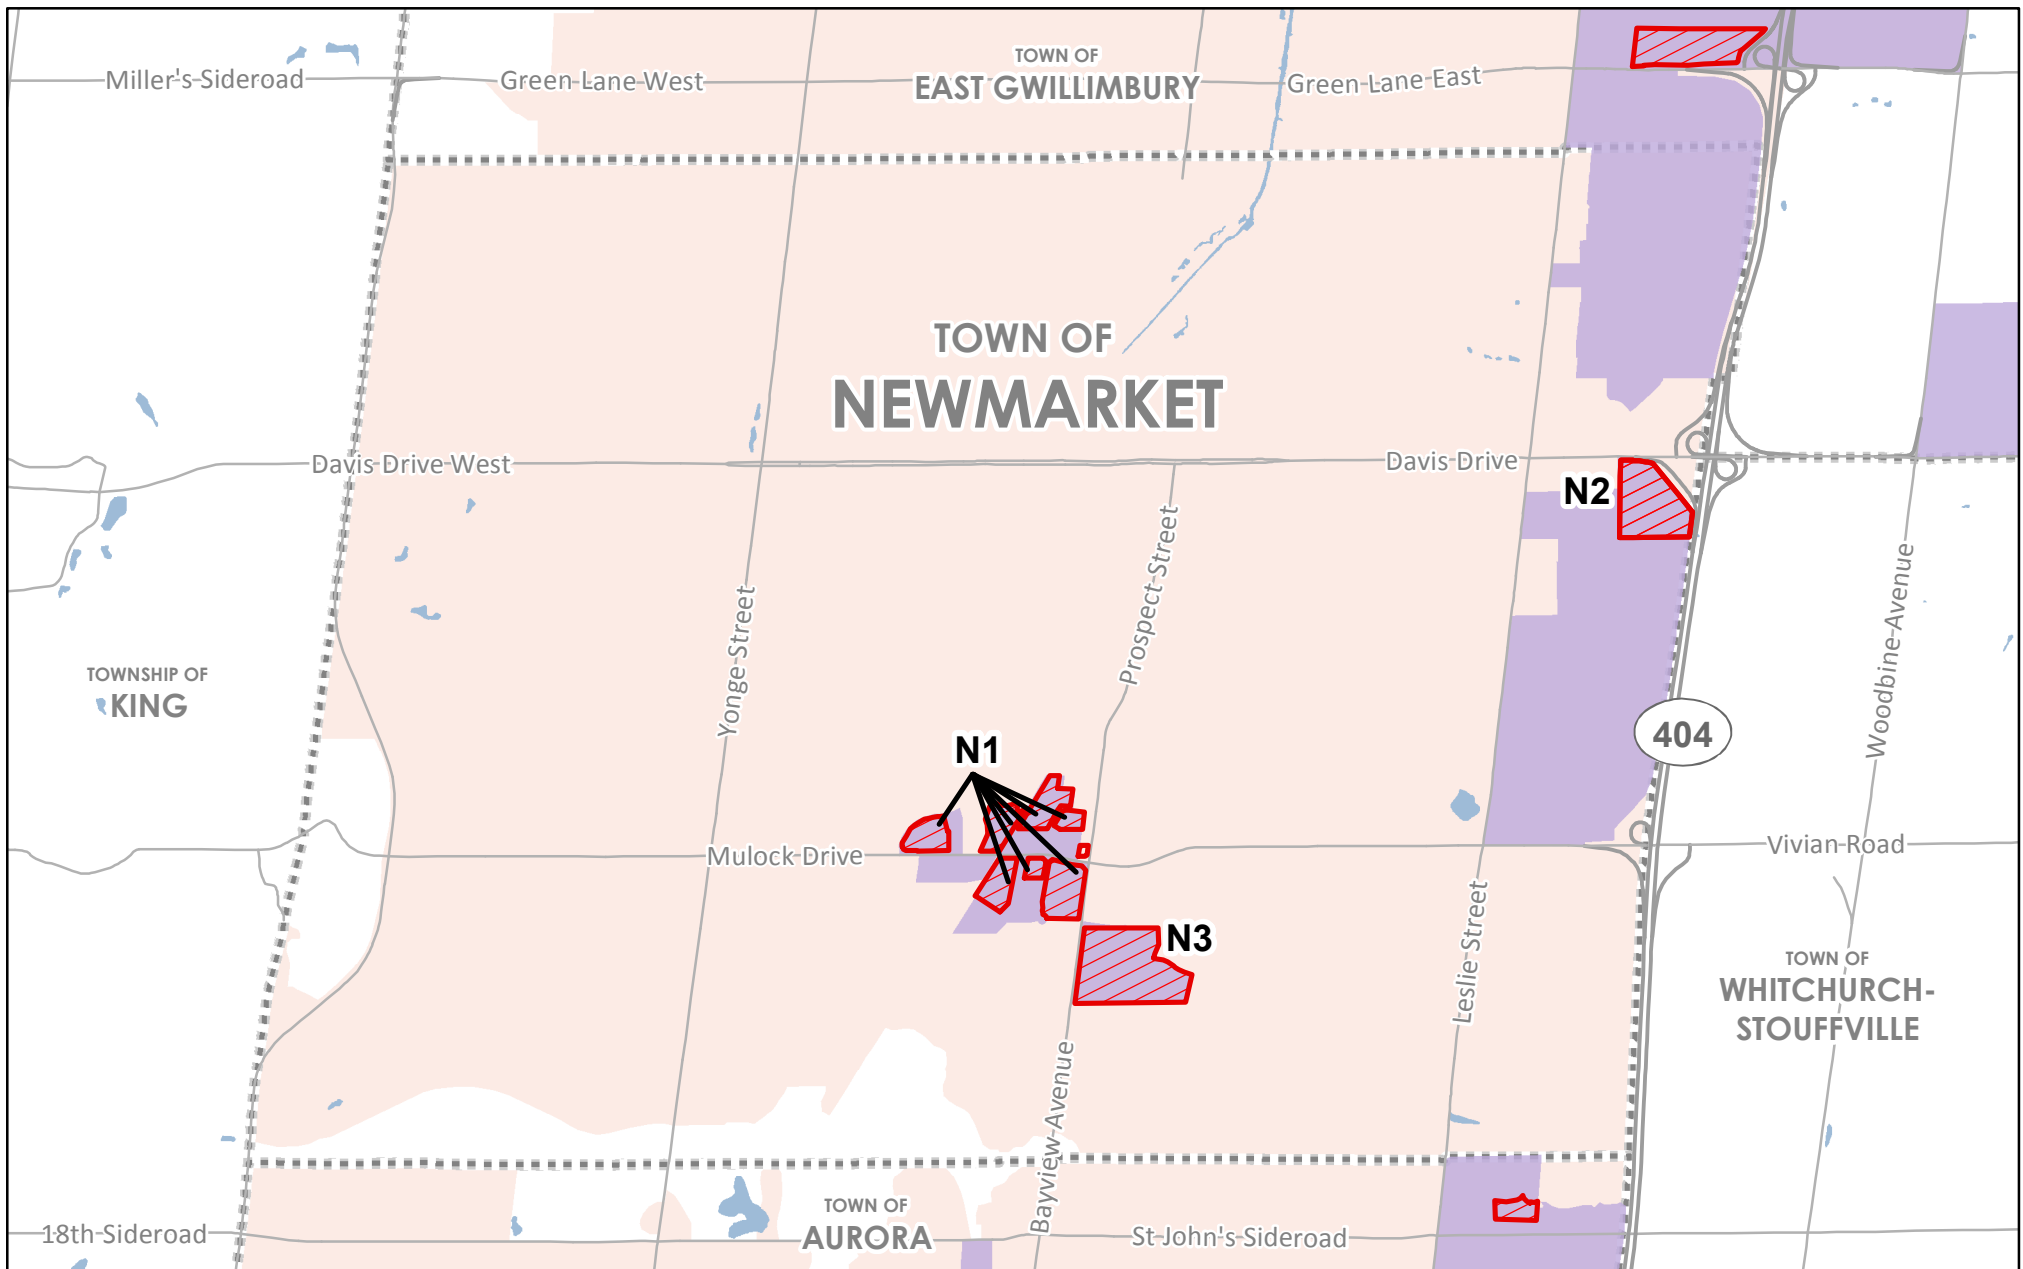 TOWN OF
EAST GWILLIMBURY
Miller's Sideroad
Green Lane West
Green Lane East
TOWN OF
NEWMARKET
Davis Drive West
Davis Drive
N2
Prospect Street
Yonge Street
Woodbine Avenue
TOWNSHIP OF
KING
404
N1
Mulock Drive
Vivian Road
N3
Leslie Street
TOWN OF
WHITCHURCH-
STOUFFVILLE
Bayview Avenue
TOWN OF
AURORA
18th Sideroad
St John's Sideroad